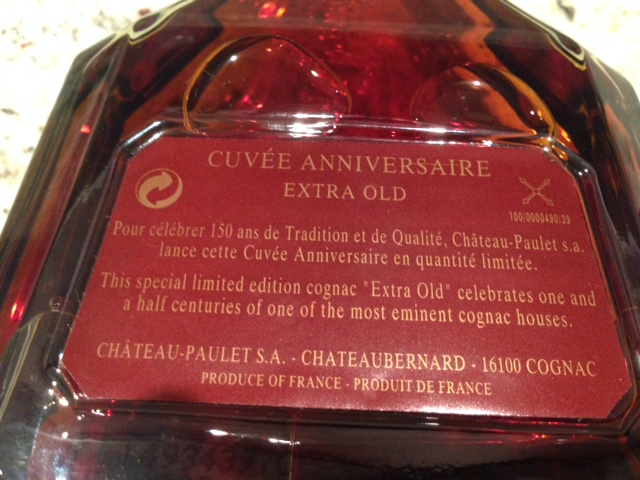 CUVÉE ANNIVERSAIRE
EXTRA OLD
100/0000490/39
Pour célébrer 150 ans de Tradition et de Qualité, Château-Paulet s.a.
lance cette Cuvée Anniversaire en quantité limitée.
This special limited edition cognac "Extra Old" celebrates one and
a half centuries of one of the most eminent cognac houses.
CHÂTEAU-PAULET S.A. - CHATEAUBERNARD - 16100 COGNAC
PRODUCE OF FRANCE - PRODUIT DE FRANCE